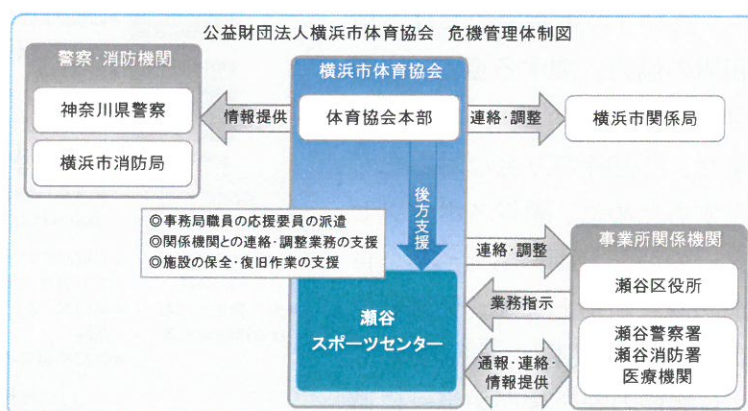 公益財団法人横浜市体育協会　危機管理体制図
警察・消防機関
神奈川県警察
横浜市消防局
情報提供
横浜市体育協会
体育協会本部
連絡・調整
横浜市関係局
後方支援
◎事務局職員の応援要員の派遣
◎関係機関との連絡・調整業務の支援
◎施設の保全・復旧作業の支援
瀬谷
スポーツセンター
連絡・調整
業務指示
通報・連絡・
情報提供
事業所関係機関
瀬谷区役所
瀬谷警察署
瀬谷消防署
医療機関